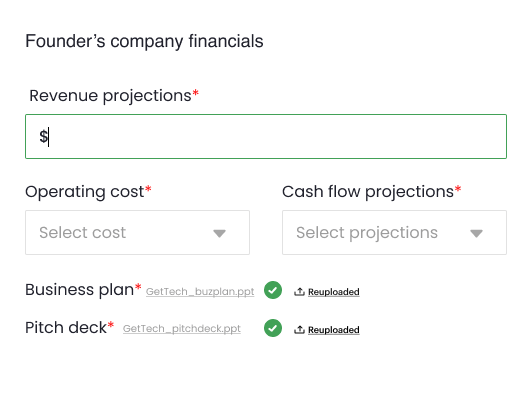 Founder’s company financials
Revenue projections*
$
Operating cost* Cash flow projections*
Select cost Select projections
Business plan* GetTech_buzplan.ppt Reuploaded
Pitch deck* GetTech_pitchdeck.ppt Reuploaded